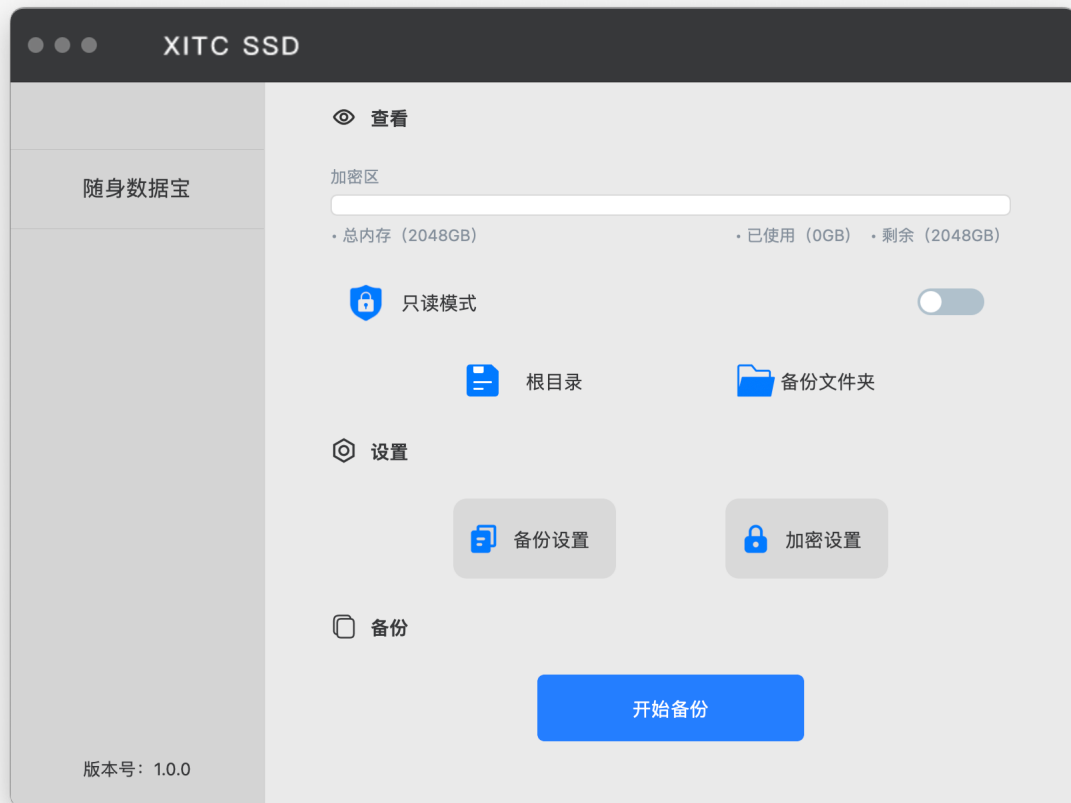 XITC SSD
随身数据宝
查看
加密区
• 总内存（2048GB） • 已使用（0GB） • 剩余（2048GB）
只读模式
根目录 备份文件夹
设置
备份设置 加密设置
备份
开始备份
版本号：1.0.0